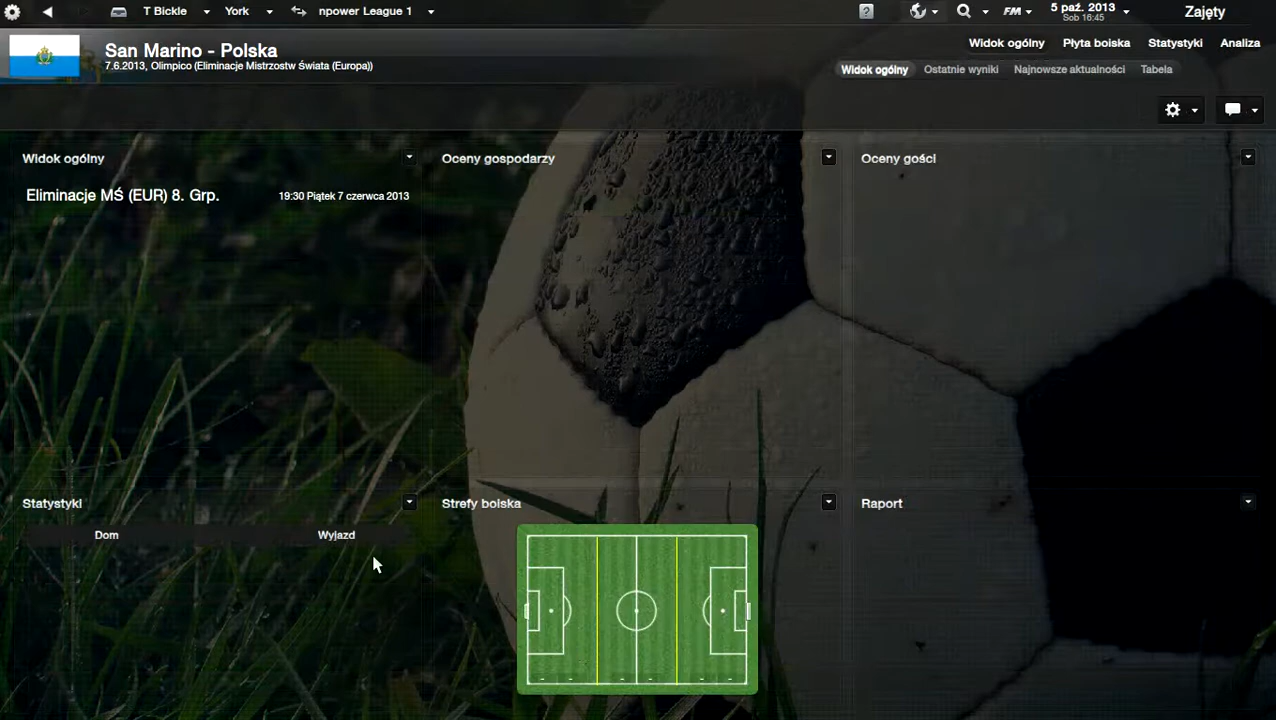 T Bickle
York
npower League 1
?
FM
5 paź. 2013
Sob 16:45
Zajęty
San Marino - Polska
7.6.2013, Olimpico (Eliminacje Mistrzostw Świata (Europa))
Widok ogólny
Płyta boiska
Statystyki
Analiza
Widok ogólny
Ostatnie wyniki
Najnowsze aktualności
Tabela
Widok ogólny
Oceny gospodarzy
Oceny gości
Eliminacje MŚ (EUR) 8. Grp.
19:30 Piątek 7 czerwca 2013
Statystyki
Strefy boiska
Raport
Dom
Wyjazd